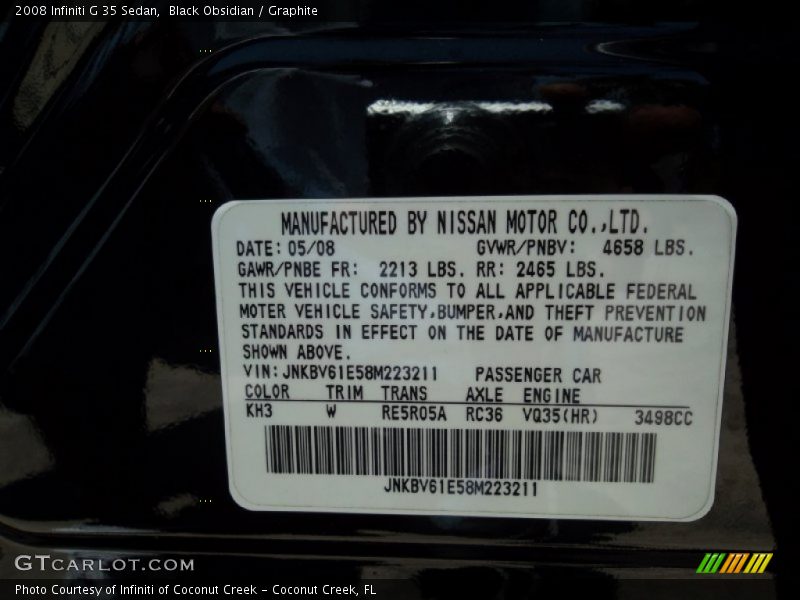 2008 Infiniti G 35 Sedan,  Black Obsidian / Graphite
MANUFACTURED BY NISSAN MOTOR CO.,LTD.
DATE: 05/08 GVWR/PNBV: 4658 LBS.
GAWR/PNBE FR: 2213 LBS. RR: 2465 LBS.
THIS VEHICLE CONFORMS TO ALL APPLICABLE FEDERAL
MOTER VEHICLE SAFETY,BUMPER,AND THEFT PREVENTION
STANDARDS IN EFFECT ON THE DATE OF MANUFACTURE
SHOWN ABOVE.
VIN: JNKBV61E58M223211 PASSENGER CAR
COLOR TRIM TRANS AXLE ENGINE
KH3 W RE5R05A RC36 VQ35(HR) 3498CC
JNKBV61E58M223211
GTCARLOT.COM
Photo Courtesy of Infiniti of Coconut Creek – Coconut Creek, FL